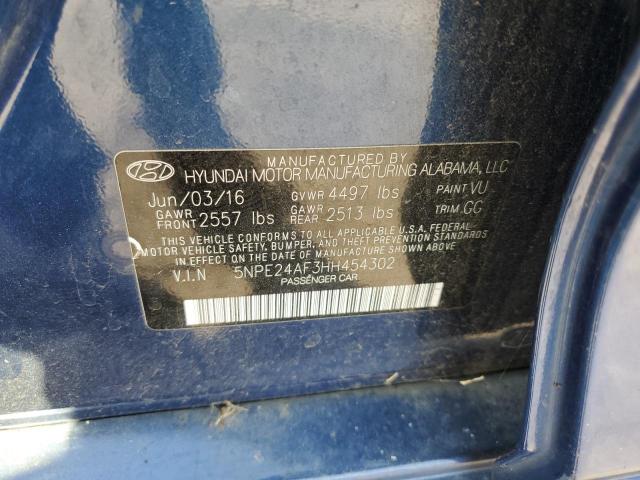 MANUFACTURED BY
HYUNDAI MOTOR MANUFACTURING ALABAMA, LLC
Jun/03/16 GVWR 4497 lbs PAINT VU
GAWR FRONT 2557 lbs GAWR REAR 2513 lbs TRIM GG
THIS VEHICLE CONFORMS TO ALL APPLICABLE U.S.A. FEDERAL
MOTOR VEHICLE SAFETY, BUMPER, AND THEFT PREVENTION STANDARDS
IN EFFECT ON THE DATE OF MANUFACTURE SHOWN ABOVE.
V.I.N 5NPE24AF3HH454302
PASSENGER CAR